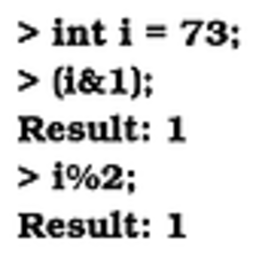 > int i = 73;
> (i&1);
Result: 1
> i%2;
Result: 1